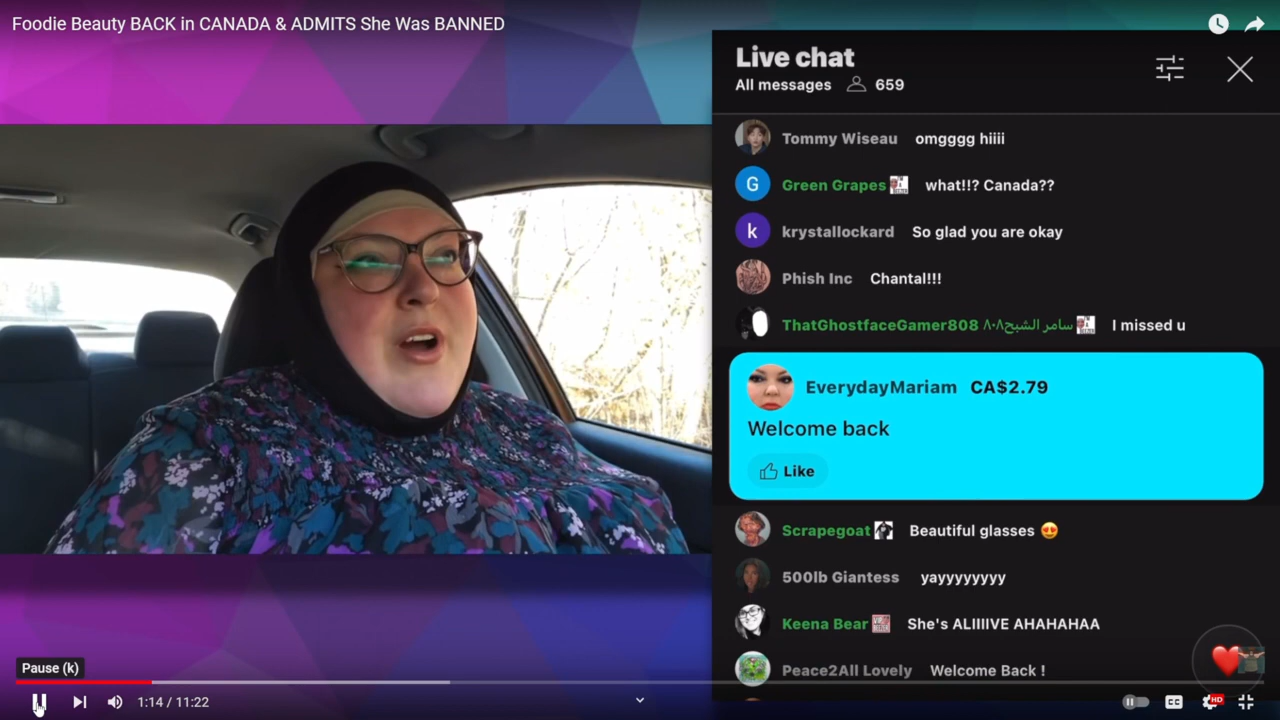 Foodie Beauty BACK in CANADA & ADMITS She Was BANNED
Live chat
All messages 659
Tommy Wiseau omgggg hiiii
G Green Grapes what!!? Canada??
k krystallockard So glad you are okay
Phish Inc Chantal!!!
ThatGhostfaceGamer808 سامر الشبح٨٠٨ I missed u
EverydayMariam CA$2.79
Welcome back
Like
Scrapegoat Beautiful glasses 😍
500lb Giantess yayyyyyyyy
Keena Bear She's ALIIIIVE AHAHAHAA
Peace2All Lovely Welcome Back !
Pause (k)
1:14 / 11:22
CC
HD